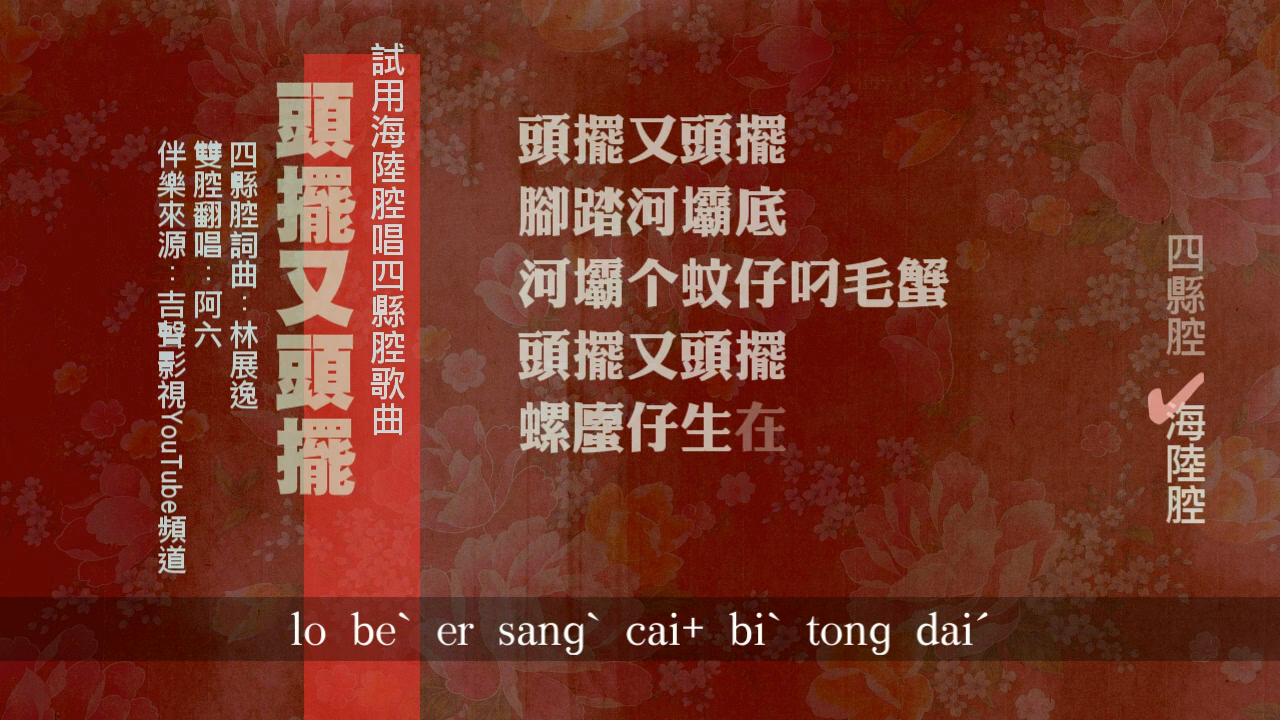 試用海陸腔唱四縣腔歌曲
頭擺又頭擺
四縣腔詞曲：林展逸
雙腔翻唱：阿六
伴樂來源：吉聲影視YouTube頻道
頭擺又頭擺
腳踏河壩底
河壩个蚊仔叼毛蟹
頭擺又頭擺
螺蠯仔生在
四縣腔
✔海陸腔
lo be` er sang` cai+ bi` tong daiˊ